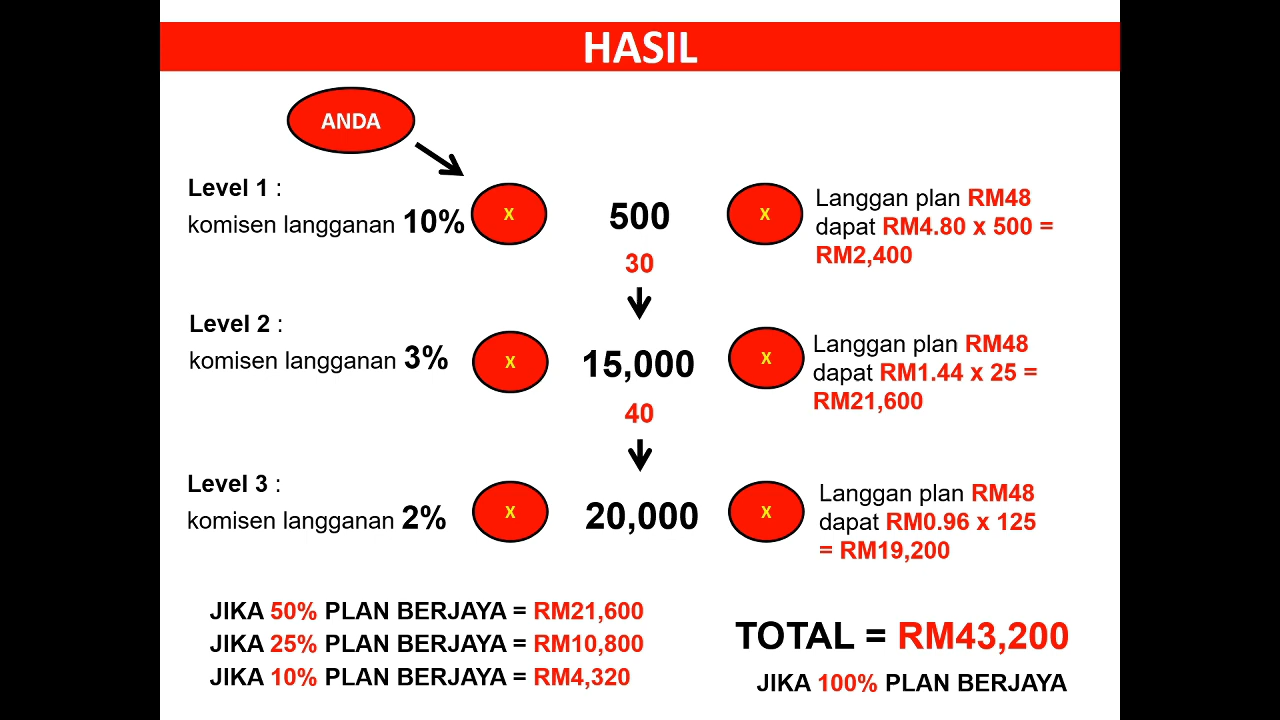 HASIL
ANDA
Level 1 :
komisen langganan 10%
X
500
X
Langgan plan RM48
dapat RM4.80 x 500 =
RM2,400
30
Level 2 :
komisen langganan 3%
X
15,000
X
Langgan plan RM48
dapat RM1.44 x 25 =
RM21,600
40
Level 3 :
komisen langganan 2%
X
20,000
X
Langgan plan RM48
dapat RM0.96 x 125
= RM19,200
JIKA 50% PLAN BERJAYA = RM21,600
JIKA 25% PLAN BERJAYA = RM10,800
JIKA 10% PLAN BERJAYA = RM4,320
TOTAL = RM43,200
JIKA 100% PLAN BERJAYA